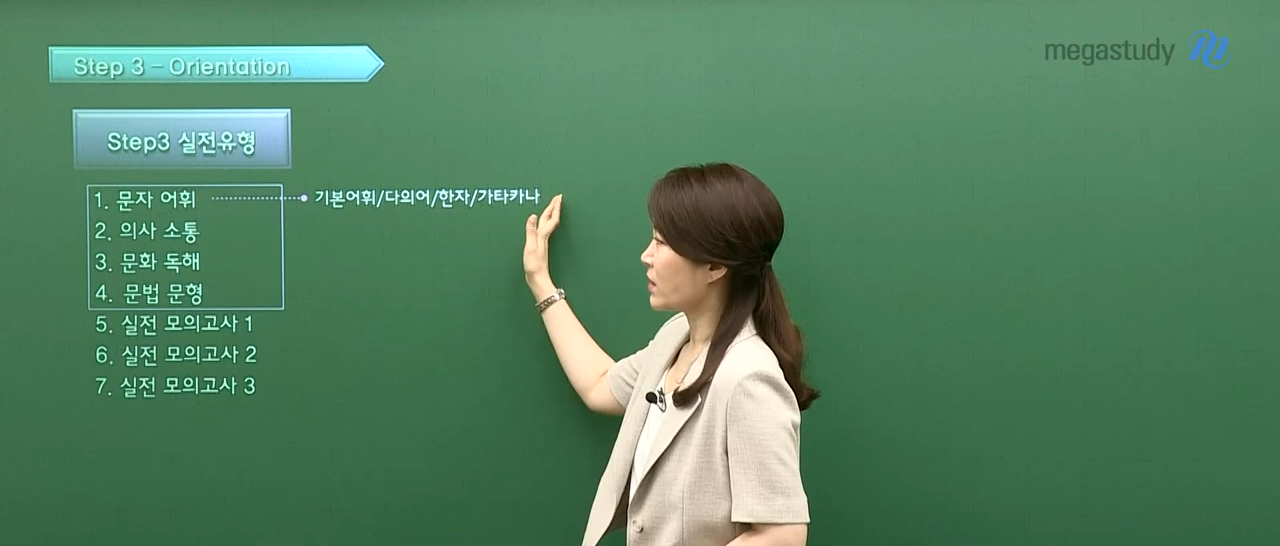 Step 3 – Orientation
megastudy
Step3 실전유형
1. 문자 어휘 기본어휘/다의어/한자/가타카나
2. 의사 소통
3. 문화 독해
4. 문법 문형
5. 실전 모의고사 1
6. 실전 모의고사 2
7. 실전 모의고사 3